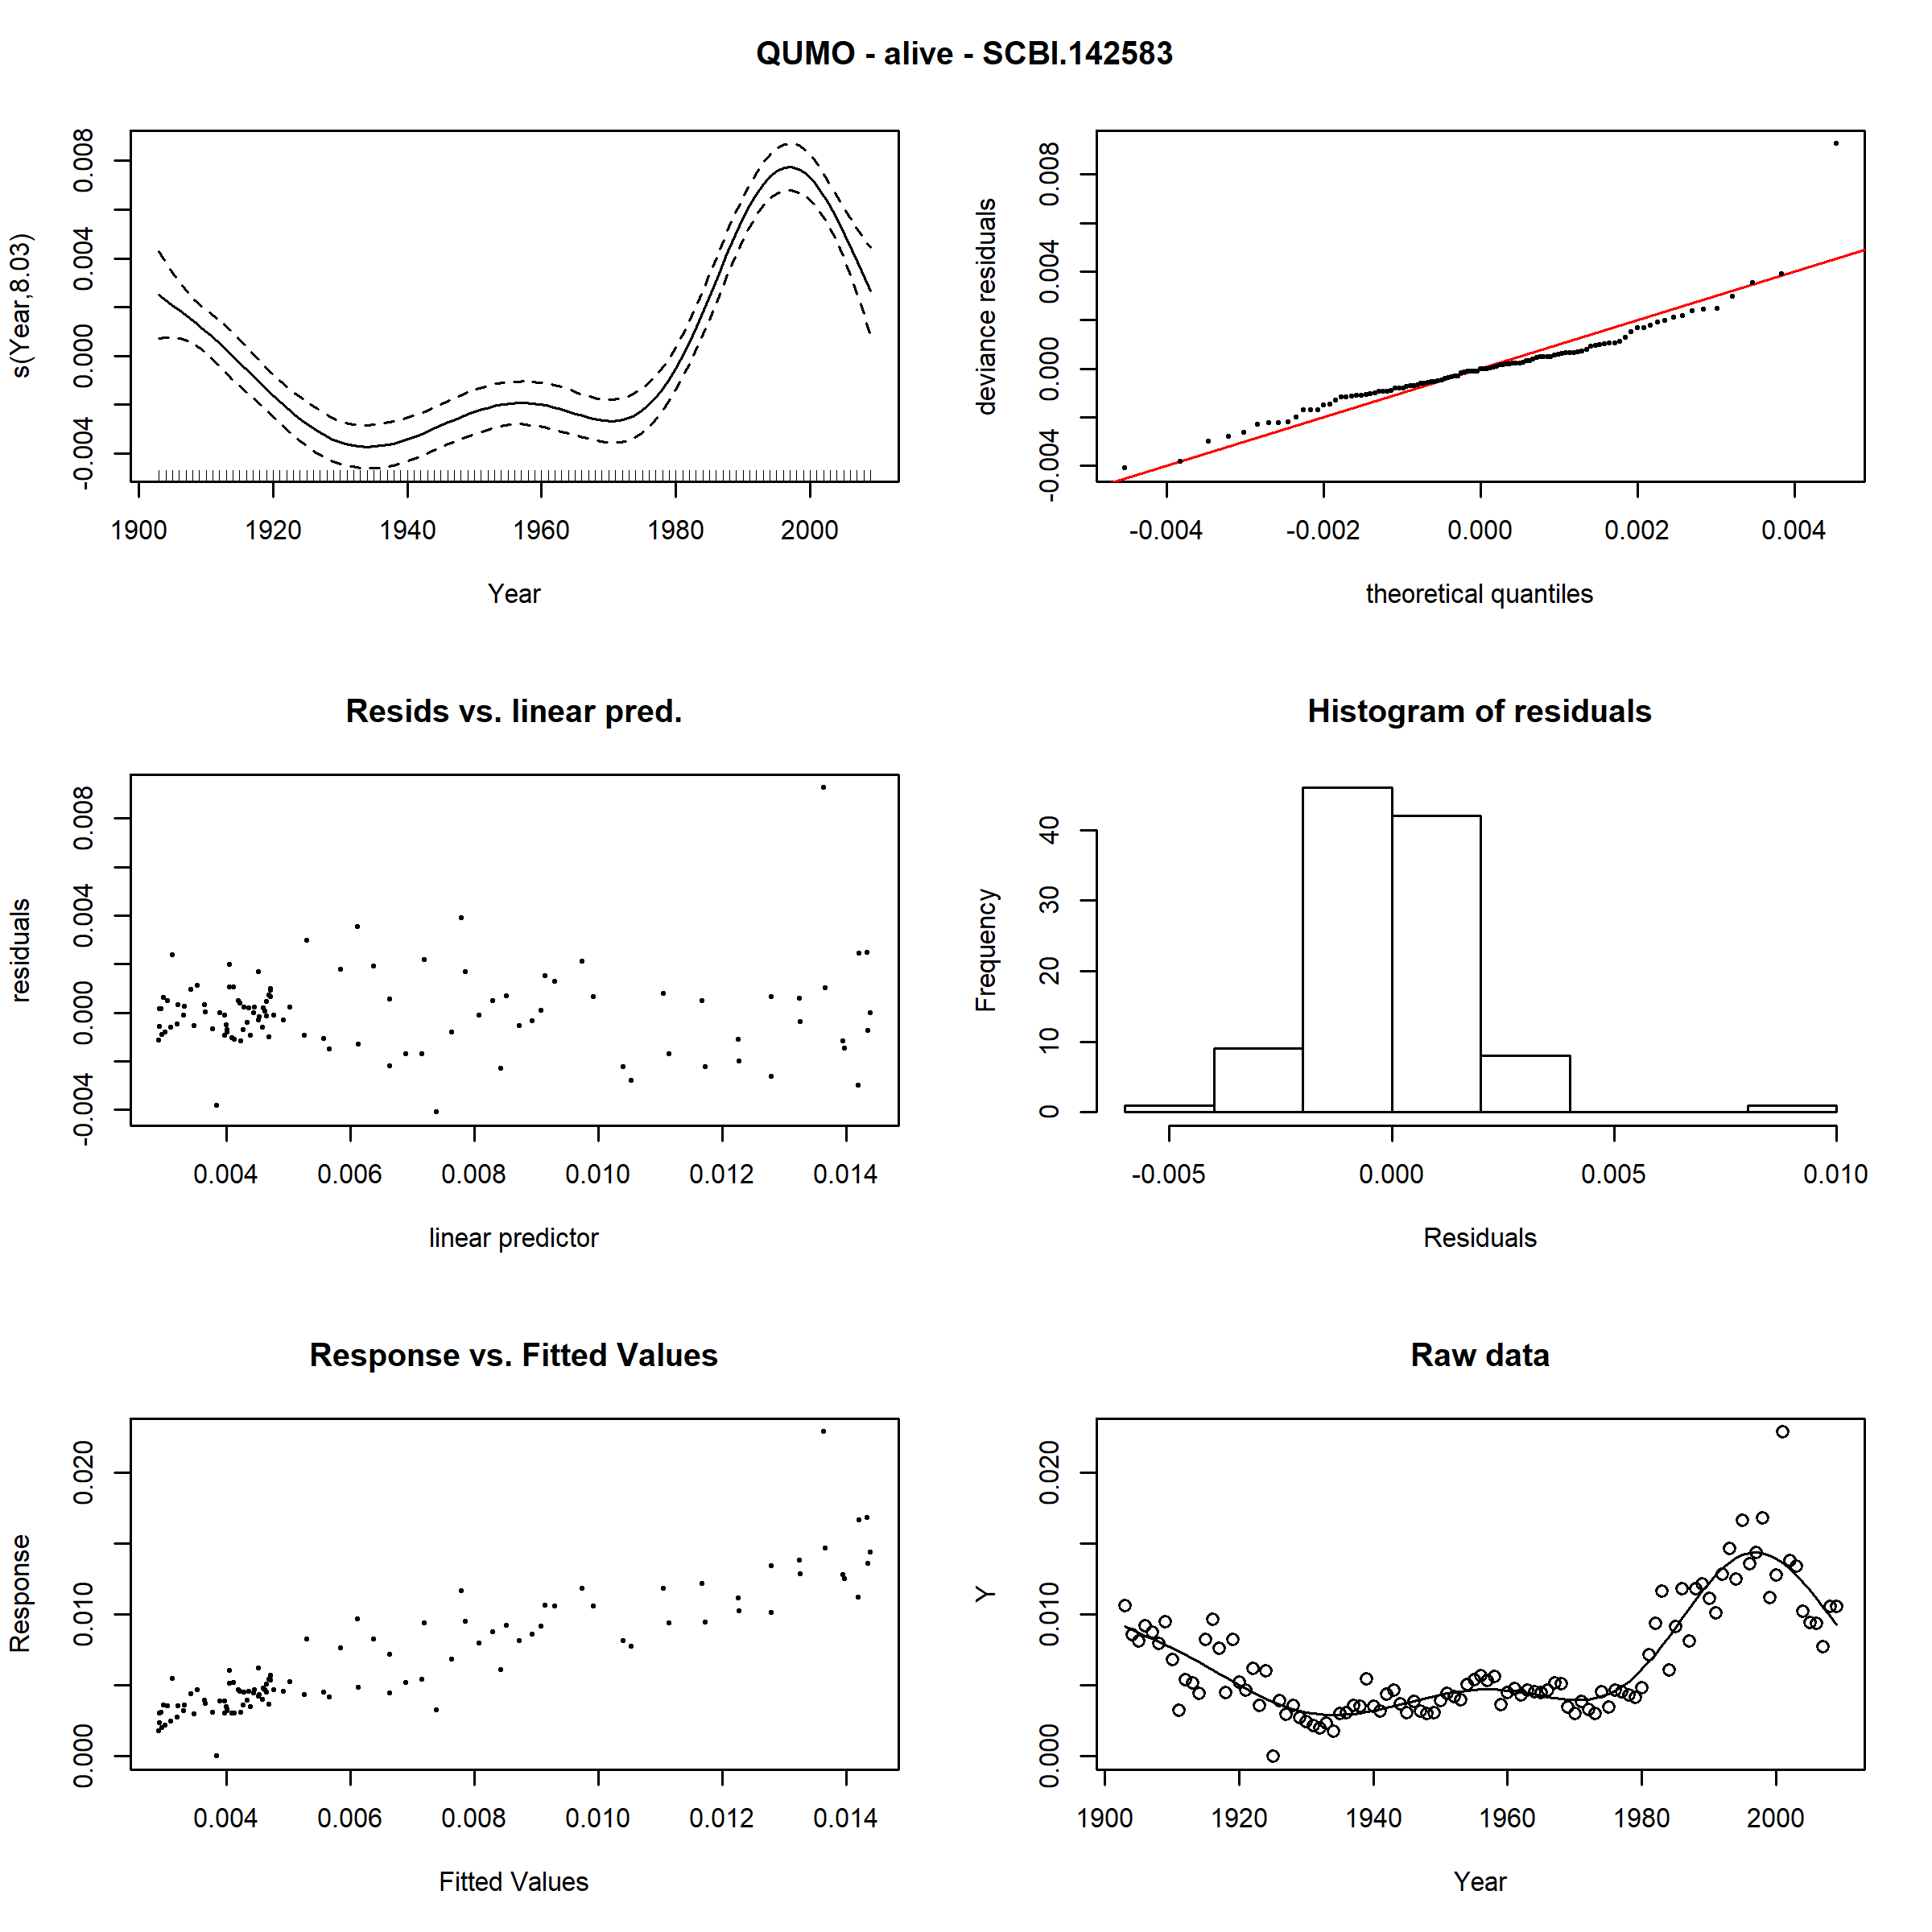 QUMO - alive - SCBI.142583
s(Year,8.03)
-0.004 0.000 0.004 0.008
1900 1920 1940 1960 1980 2000
Year
deviance residuals
-0.004 0.000 0.004 0.008
-0.004 -0.002 0.000 0.002 0.004
theoretical quantiles
Resids vs. linear pred.
residuals
-0.004 0.000 0.004 0.008
0.004 0.006 0.008 0.010 0.012 0.014
linear predictor
Histogram of residuals
Frequency
0 10 20 30 40
-0.005 0.000 0.005 0.010
Residuals
Response vs. Fitted Values
Response
0.000 0.010 0.020
0.004 0.006 0.008 0.010 0.012 0.014
Fitted Values
Raw data
Y
0.000 0.010 0.020
1900 1920 1940 1960 1980 2000
Year